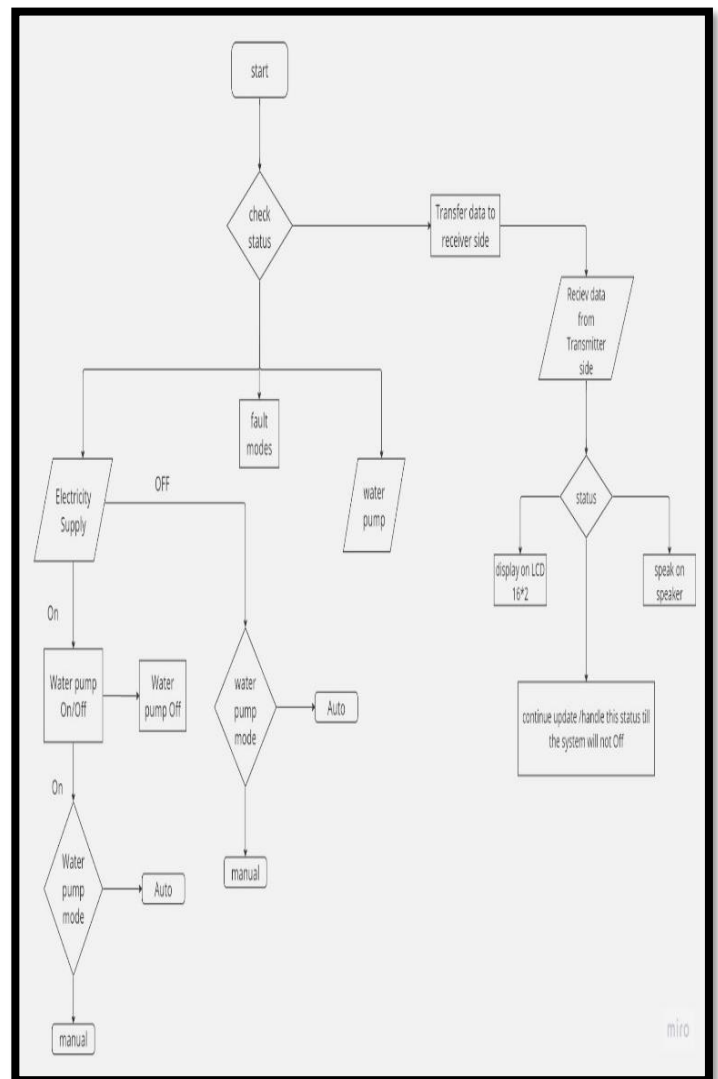 start
check
status
Transfer data to
receiver side
Reciev data
from
Transmitter
side
fault
modes
Electricity
Supply
OFF
water
pump
status
display on LCD
16*2
speak on
speaker
On
Water pump
On/Off
Water
pump Off
water
pump
mode
Auto
continue update /handle this status till
the system will not Off
On
Water
pump
mode
Auto
manual
manual
miro